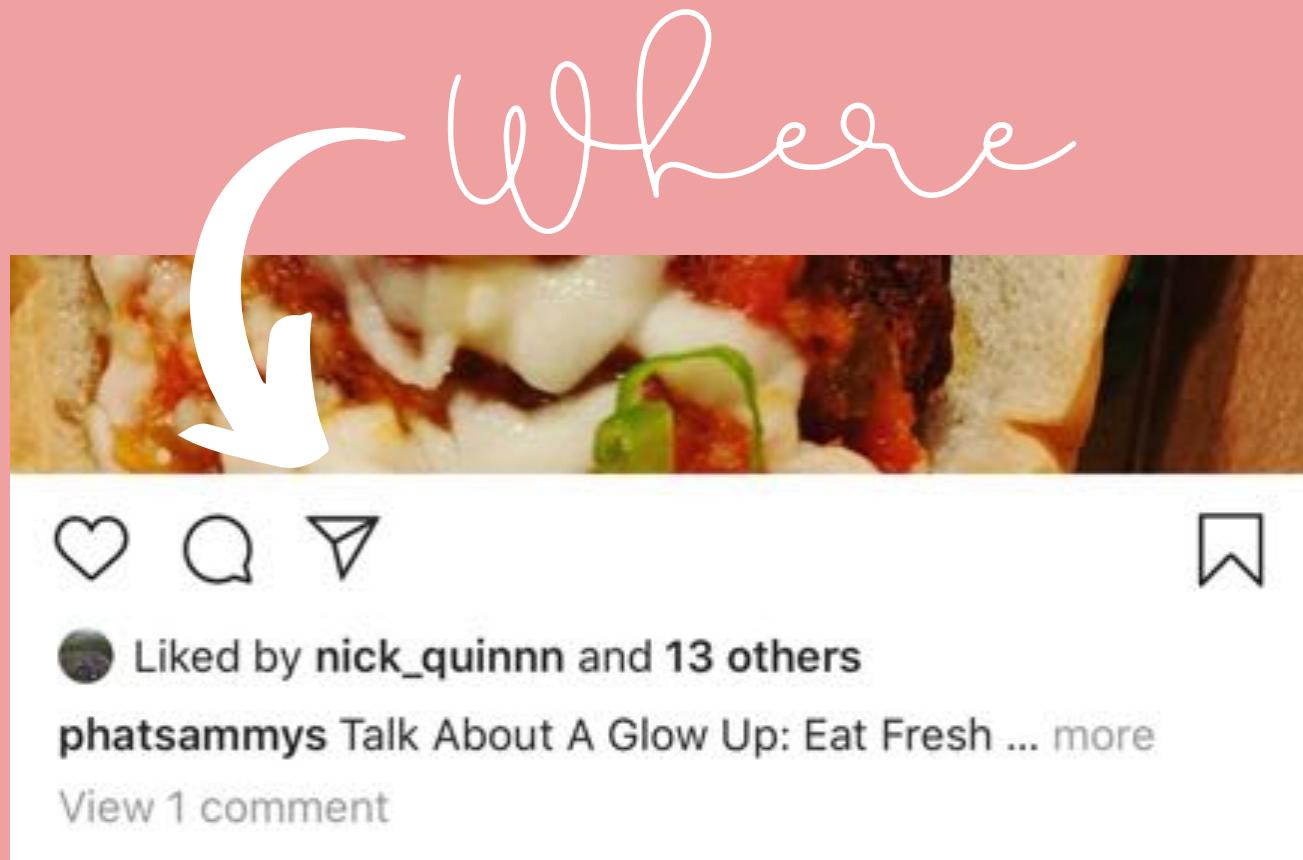 Where
Liked by nick_quinnn and 13 others
phatsammys Talk About A Glow Up: Eat Fresh ... more
View 1 comment